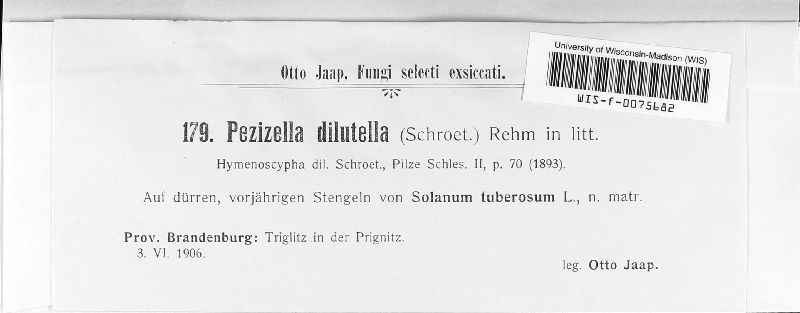 University of Wisconsin-Madison (WIS)
WIS-f-0075682
Otto Jaap, Fungi selecti exsiccati.
179. Pezizella dilutella (Schroet.) Rehm in litt.
Hymenoscypha dil. Schroet., Pilze Schles. II, p. 70 (1893).
Auf dürren, vorjährigen Stengeln von Solanum tuberosum L., n. matr.
Prov. Brandenburg: Triglitz in der Prignitz.
3. VI. 1906.
leg. Otto Jaap.